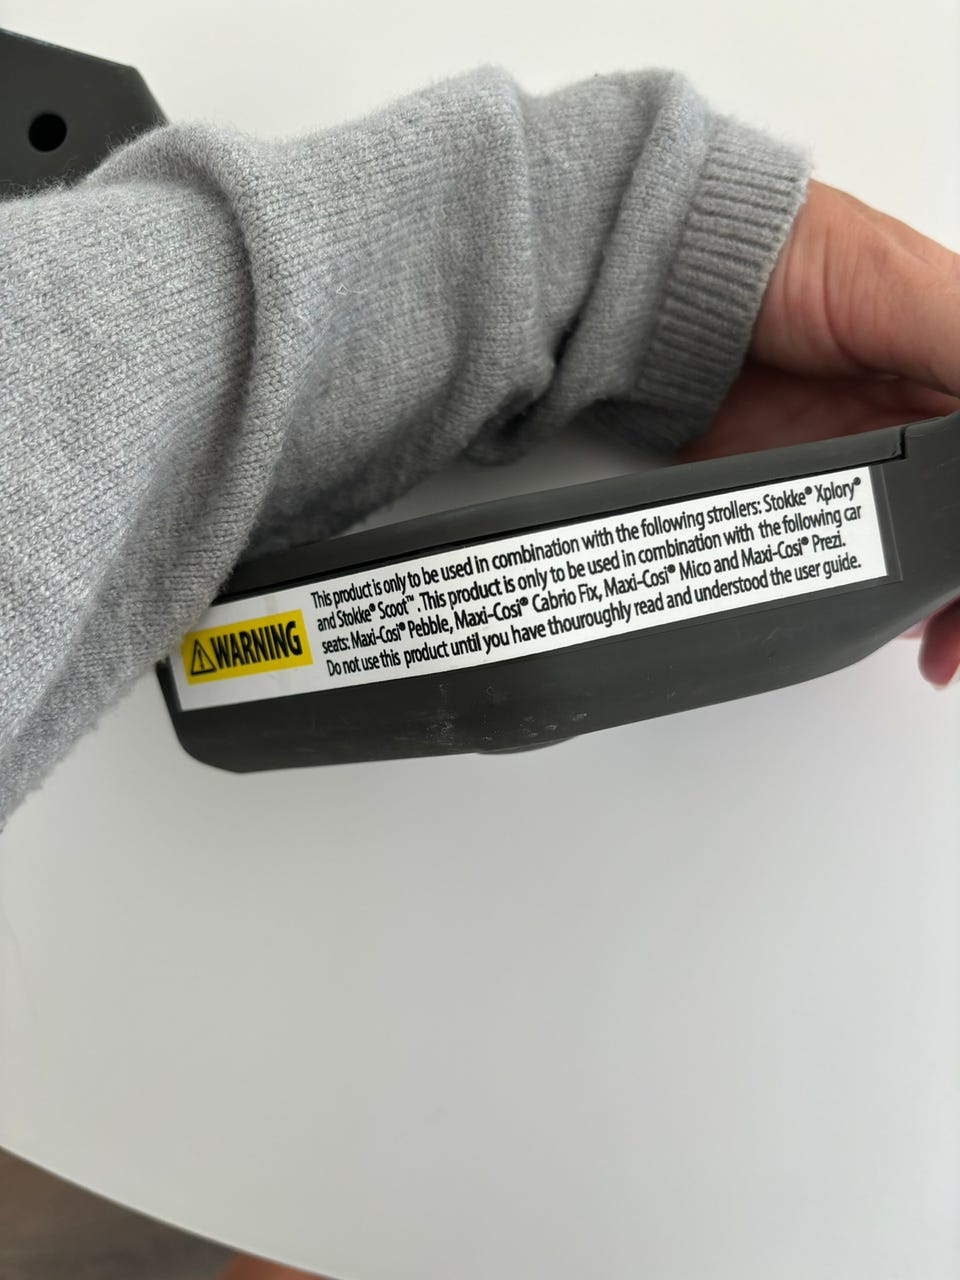 ⚠WARNING
This product is only to be used in combination with the following strollers: Stokke® Xplory®
and Stokke® Scoot™. This product is only to be used in combination with the following car
seats: Maxi-Cosi® Pebble, Maxi-Cosi® Cabrio Fix, Maxi-Cosi® Mico and Maxi-Cosi® Prezi.
Do not use this product until you have thouroughly read and understood the user guide.